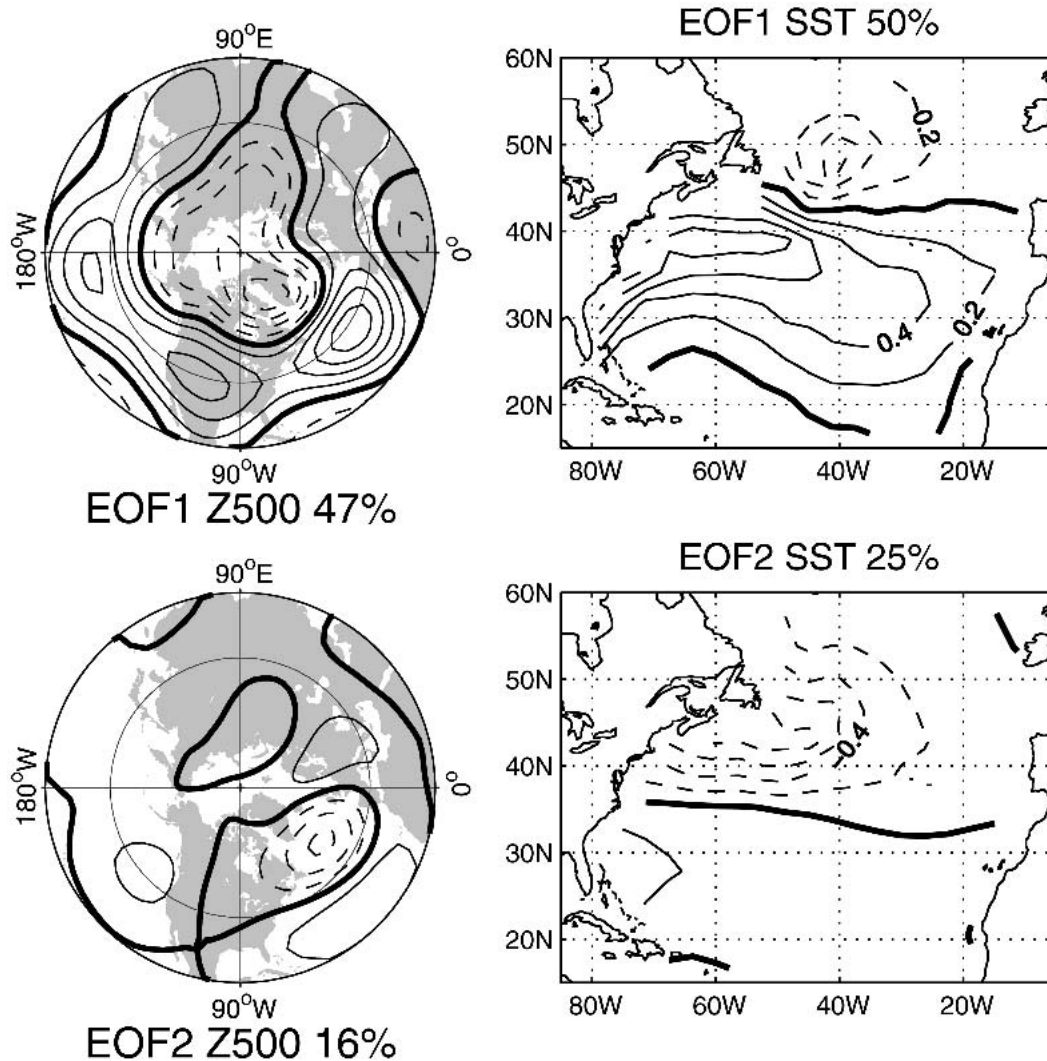 90°E
180°W
0°
90°W
EOF1 Z500 47%
EOF1 SST 50%
60N
50N
40N
30N
20N
80W 60W 40W 20W
-0.2
0.2
0.4
90°E
180°W
0°
90°W
EOF2 Z500 16%
EOF2 SST 25%
60N
50N
40N
30N
20N
80W 60W 40W 20W
-0.4